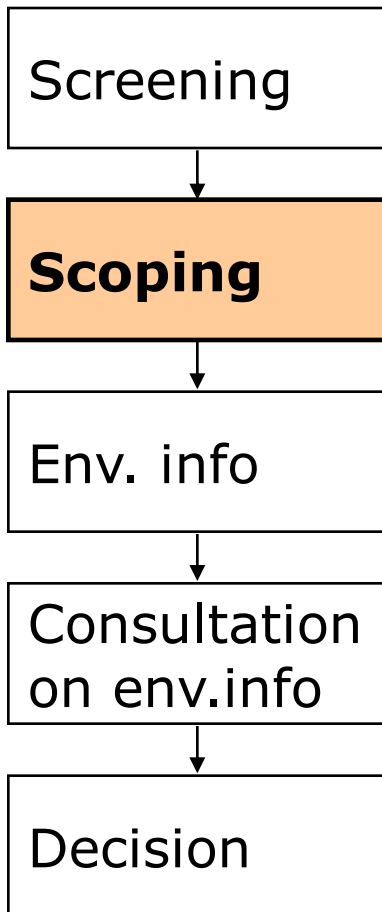 Screening
Scoping
Env. info
Consultation
on env.info
Decision